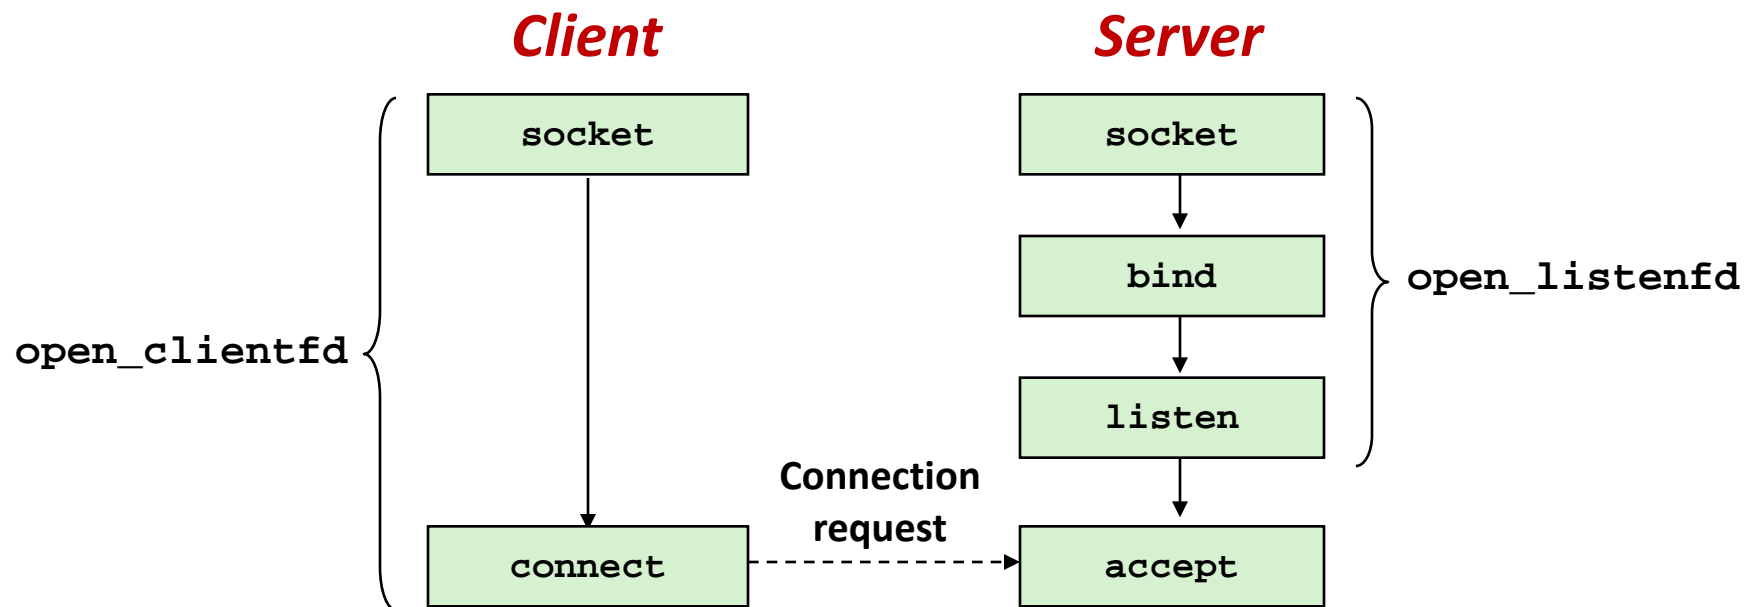 Client
Server
socket
socket
bind
open_listenfd
open_clientfd
listen
Connection
request
connect
accept